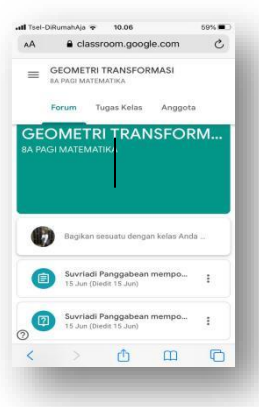 Tsel-DiRumahAja 10.06 59%
AA classroom.google.com
GEOMETRI TRANSFORMASI
8A PAGI MATEMATIKA
Forum Tugas Kelas Anggota
GEOMETRI TRANSFORM...
8A PAGI MATEMATIKA
Bagikan sesuatu dengan kelas Anda ...
Suvriadi Panggabean mempo...
15 Jun (Diedit 15 Jun)
Suvriadi Panggabean mempo...
15 Jun (Diedit 15 Jun)